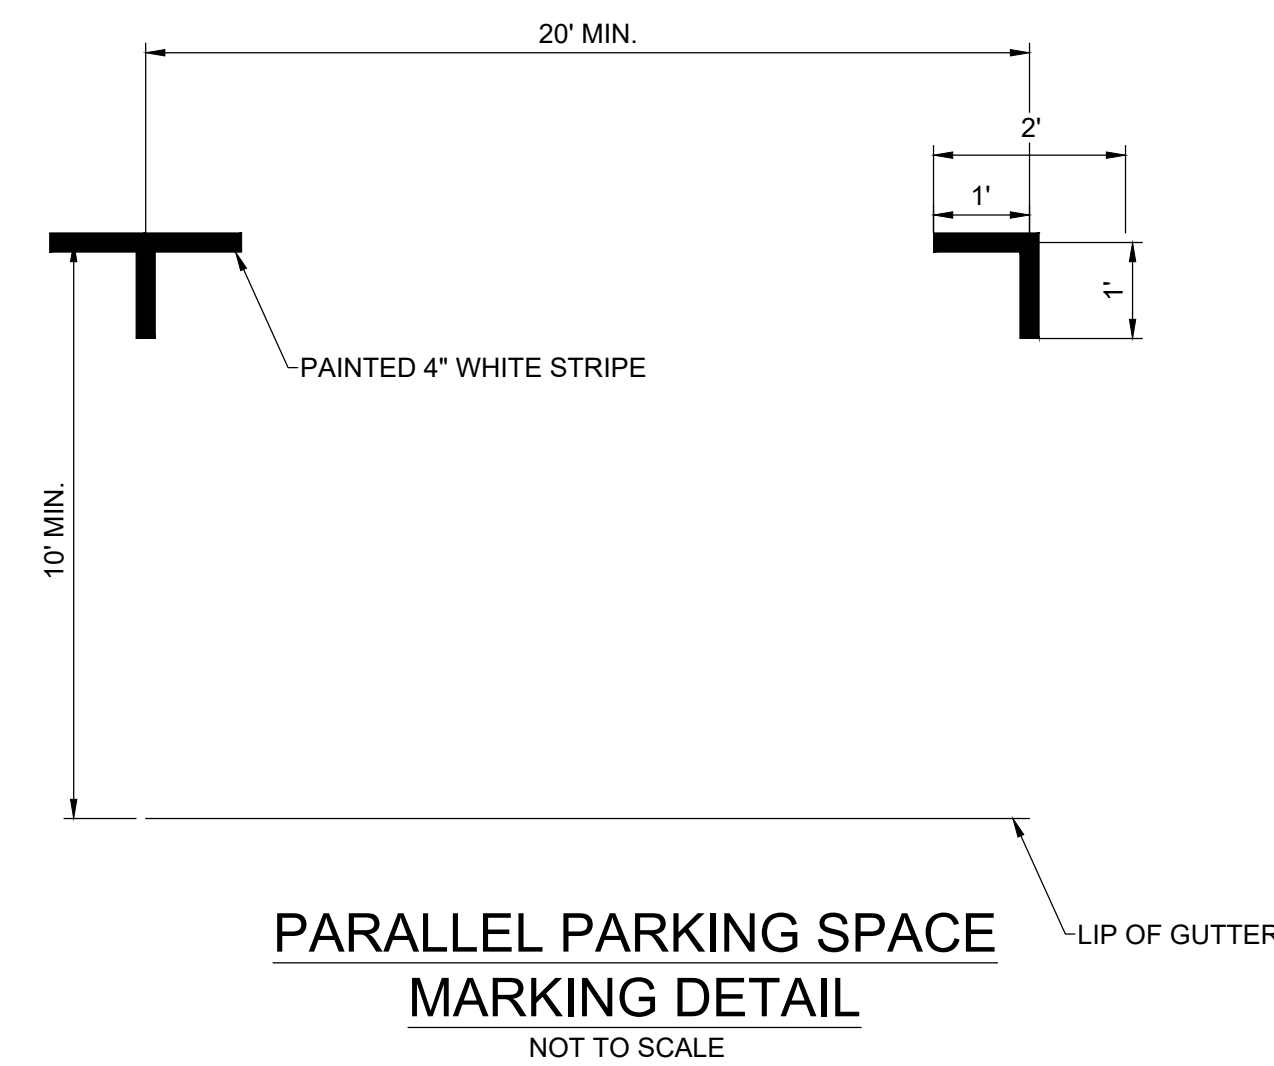 20' MIN.
2'
1'
1'
PAINTED 4" WHITE STRIPE
10' MIN.
LIP OF GUTTER
PARALLEL PARKING SPACE
MARKING DETAIL
NOT TO SCALE